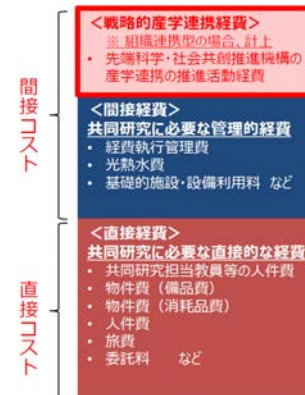 間接コスト
＜戦略的産学連携経費＞
※ 組織連携型の場合、計上
• 先端科学・社会共創推進機構の
産学連携の推進活動経費
＜間接経費＞
共同研究に必要な管理的経費
• 経費執行管理費
• 光熱水費
• 基礎的施設・設備利用料 など
直接コスト
＜直接経費＞
共同研究に必要な直接的な経費
• 共同研究担当教員等の人件費
• 物件費（備品費）
• 物件費（消耗品費）
• 人件費
• 旅費
• 委託料 など